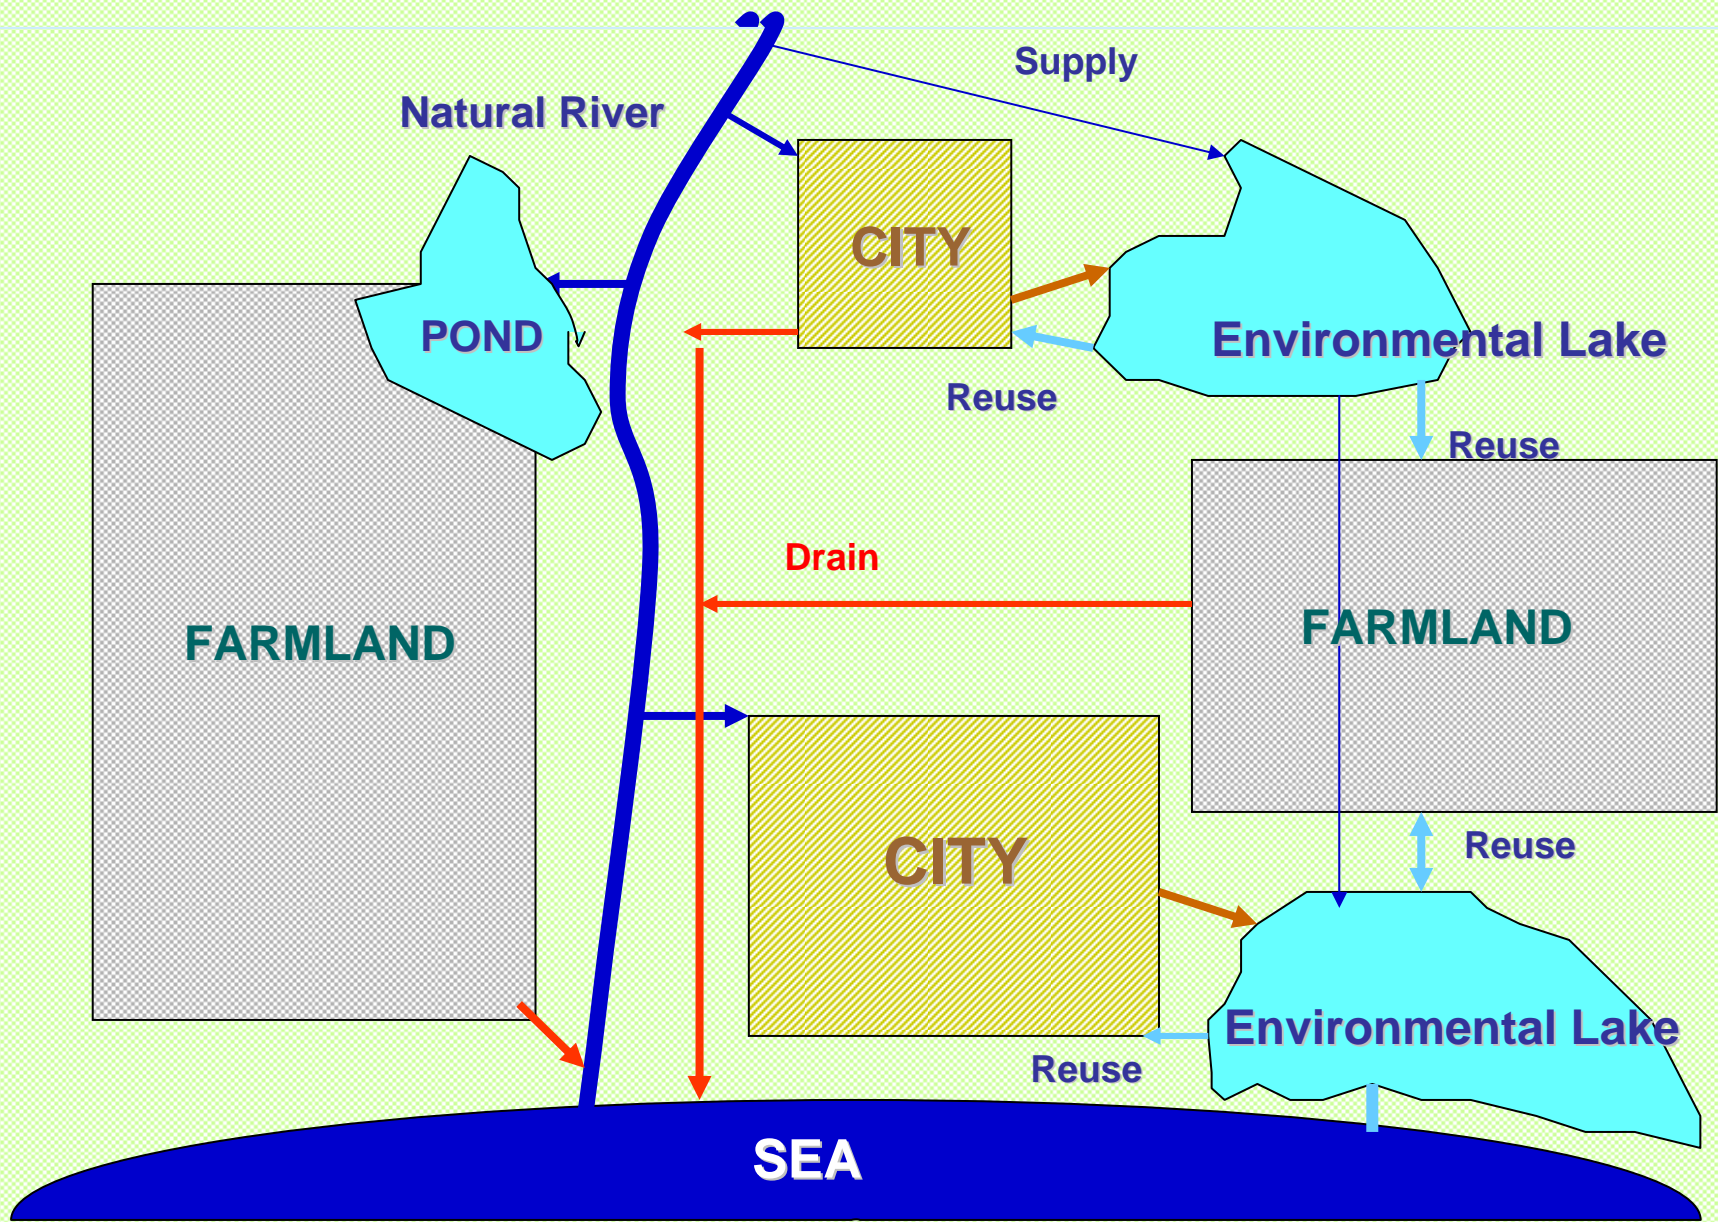 Supply
Natural River
CITY
POND
Environmental Lake
Reuse
Reuse
Drain
FARMLAND
FARMLAND
Reuse
CITY
Environmental Lake
Reuse
SEA